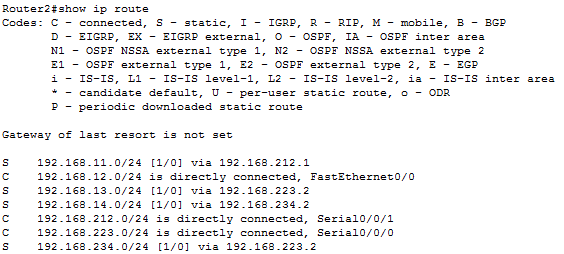 Router2#show ip route
Codes: C - connected, S - static, I - IGRP, R - RIP, M - mobile, B - BGP
       D - EIGRP, EX - EIGRP external, O - OSPF, IA - OSPF inter area
       N1 - OSPF NSSA external type 1, N2 - OSPF NSSA external type 2
       E1 - OSPF external type 1, E2 - OSPF external type 2, E - EGP
       i - IS-IS, L1 - IS-IS level-1, L2 - IS-IS level-2, ia - IS-IS inter area
       * - candidate default, U - per-user static route, o - ODR
       P - periodic downloaded static route

Gateway of last resort is not set

S    192.168.11.0/24 [1/0] via 192.168.212.1
C    192.168.12.0/24 is directly connected, FastEthernet0/0
S    192.168.13.0/24 [1/0] via 192.168.223.2
S    192.168.14.0/24 [1/0] via 192.168.234.2
C    192.168.212.0/24 is directly connected, Serial0/0/1
C    192.168.223.0/24 is directly connected, Serial0/0/0
S    192.168.234.0/24 [1/0] via 192.168.223.2